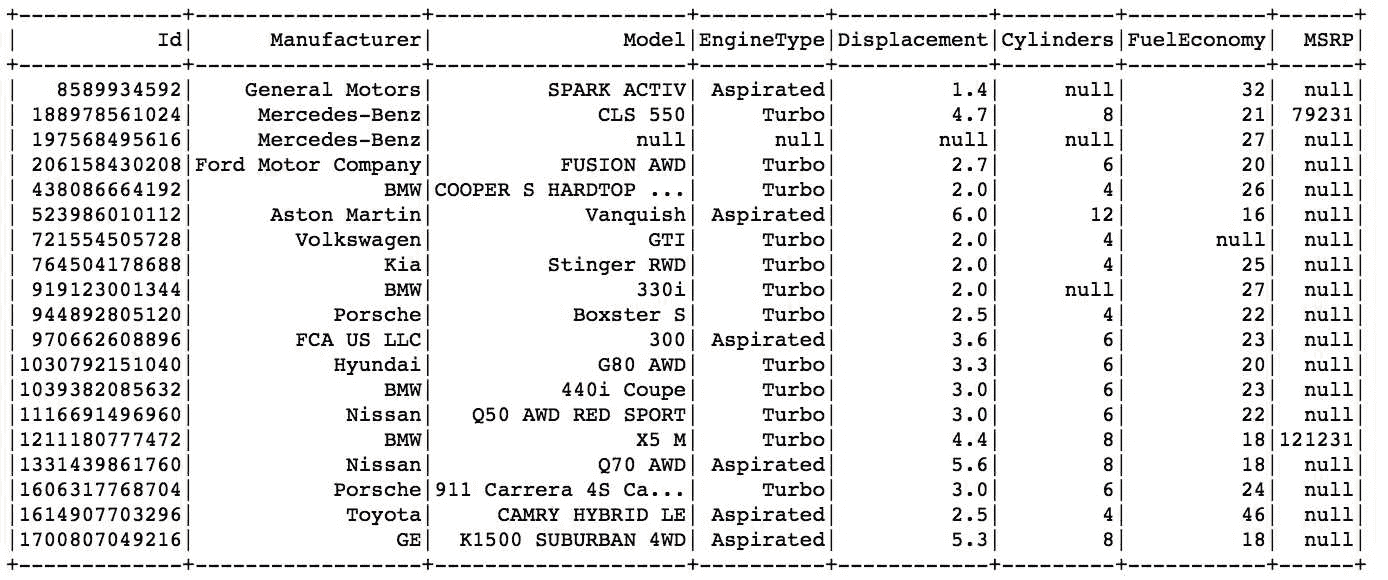 +-------------+------------------+--------------------+----------+------------+---------+-----------+------+
|           Id|      Manufacturer|               Model|EngineType|Displacement|Cylinders|FuelEconomy|  MSRP|
+-------------+------------------+--------------------+----------+------------+---------+-----------+------+
|   8589934592|    General Motors|         SPARK ACTIV| Aspirated|         1.4|     null|         32|  null|
| 188978561024|     Mercedes-Benz|             CLS 550|     Turbo|         4.7|        8|         21| 79231|
| 197568495616|     Mercedes-Benz|                null|      null|        null|     null|         27|  null|
| 206158430208|Ford Motor Company|          FUSION AWD|     Turbo|         2.7|        6|         20|  null|
| 438086664192|               BMW|COOPER S HARDTOP ...|     Turbo|         2.0|        4|         26|  null|
| 523986010112|      Aston Martin|            Vanquish| Aspirated|         6.0|       12|         16|  null|
| 721554505728|        Volkswagen|                 GTI|     Turbo|         2.0|        4|       null|  null|
| 764504178688|               Kia|         Stinger RWD|     Turbo|         2.0|        4|         25|  null|
| 919123001344|               BMW|                330i|     Turbo|         2.0|     null|         27|  null|
| 944892805120|           Porsche|           Boxster S|     Turbo|         2.5|        4|         22|  null|
| 970662608896|        FCA US LLC|                 300| Aspirated|         3.6|        6|         23|  null|
|1030792151040|           Hyundai|             G80 AWD|     Turbo|         3.3|        6|         20|  null|
|1039382085632|               BMW|          440i Coupe|     Turbo|         3.0|        6|         23|  null|
|1116691496960|            Nissan|   Q50 AWD RED SPORT|     Turbo|         3.0|        6|         22|  null|
|1211180777472|               BMW|                X5 M|     Turbo|         4.4|        8|         18|121231|
|1331439861760|            Nissan|             Q70 AWD| Aspirated|         5.6|        8|         18|  null|
|1606317768704|           Porsche|911 Carrera 4S Ca...|     Turbo|         3.0|        6|         24|  null|
|1614907703296|            Toyota|     CAMRY HYBRID LE| Aspirated|         2.5|        4|         46|  null|
|1700807049216|                GE|  K1500 SUBURBAN 4WD| Aspirated|         5.3|        8|         18|  null|
+-------------+------------------+--------------------+----------+------------+---------+-----------+------+